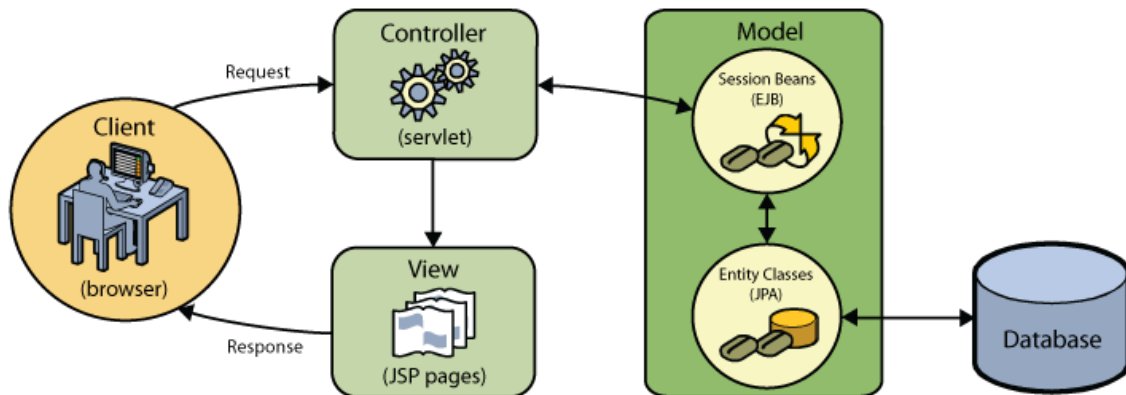 Client
(browser)
Request
Controller
(servlet)
View
(JSP pages)
Response
Model
Session Beans
(EJB)
Entity Classes
(JPA)
Database